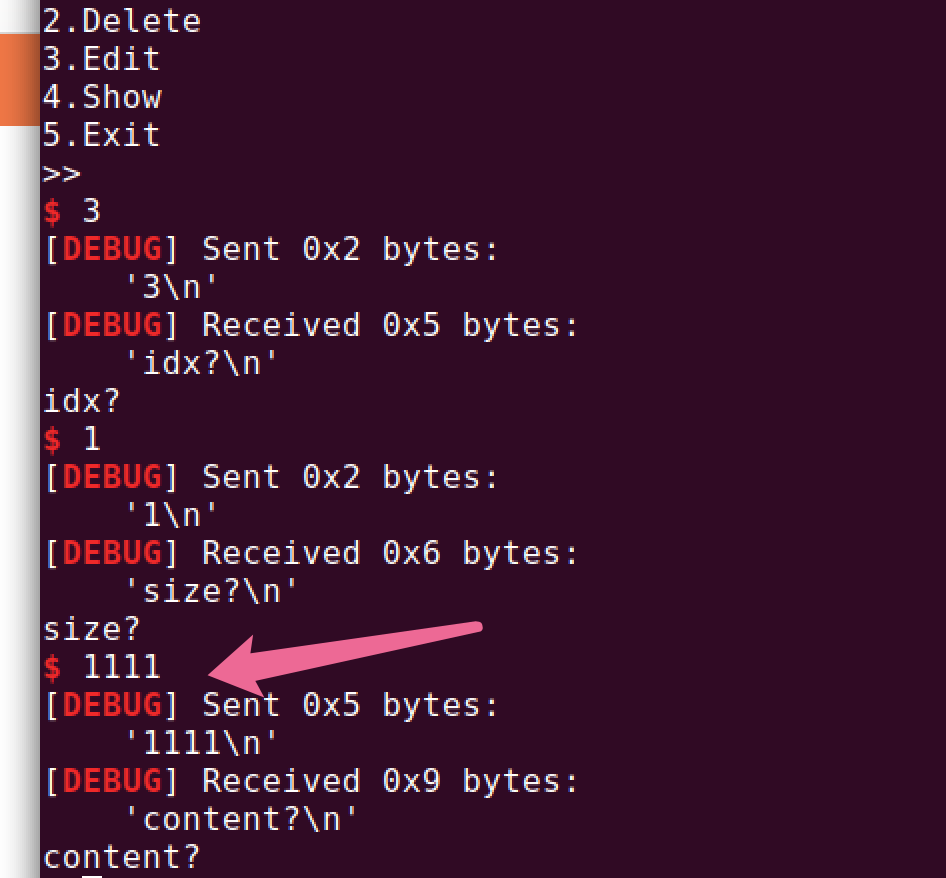 2.Delete
3.Edit
4.Show
5.Exit
>>
$ 3
[DEBUG] Sent 0x2 bytes:
    '3\n'
[DEBUG] Received 0x5 bytes:
    'idx?\n'
idx?
$ 1
[DEBUG] Sent 0x2 bytes:
    '1\n'
[DEBUG] Received 0x6 bytes:
    'size?\n'
size?
$ 1111
[DEBUG] Sent 0x5 bytes:
    '1111\n'
[DEBUG] Received 0x9 bytes:
    'content?\n'
content?